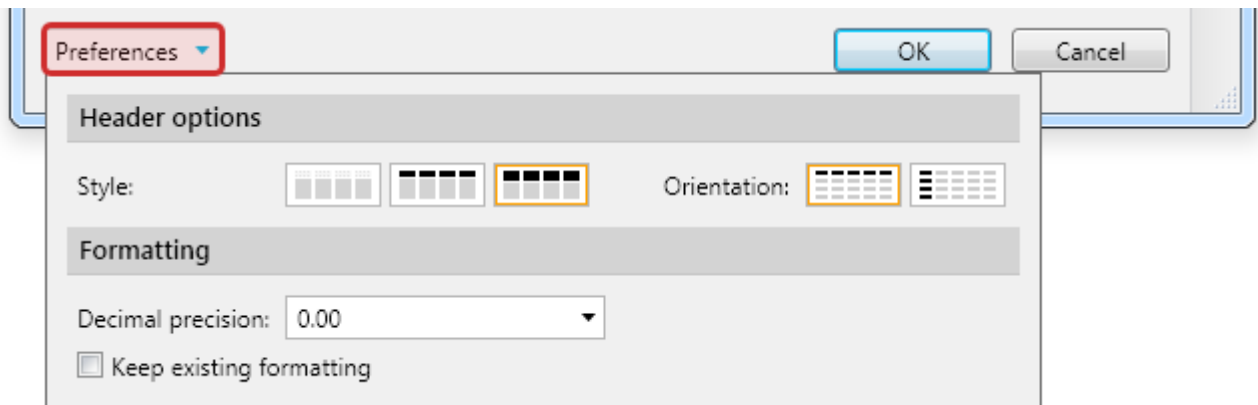 Preferences
OK
Cancel
Header options
Style:
Orientation:
Formatting
Decimal precision: 0.00
Keep existing formatting